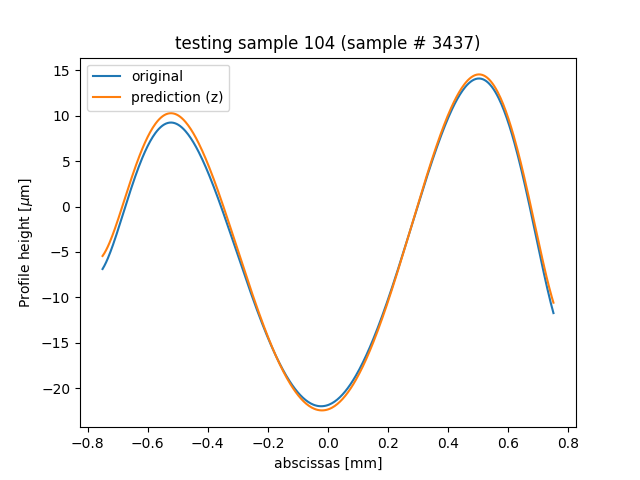 testing sample 104 (sample # 3437)
original
prediction (z)
15
10
5
0
−5
−10
−15
−20
Profile height [μm]
−0.8 −0.6 −0.4 −0.2 0.0 0.2 0.4 0.6 0.8
abscissas [mm]